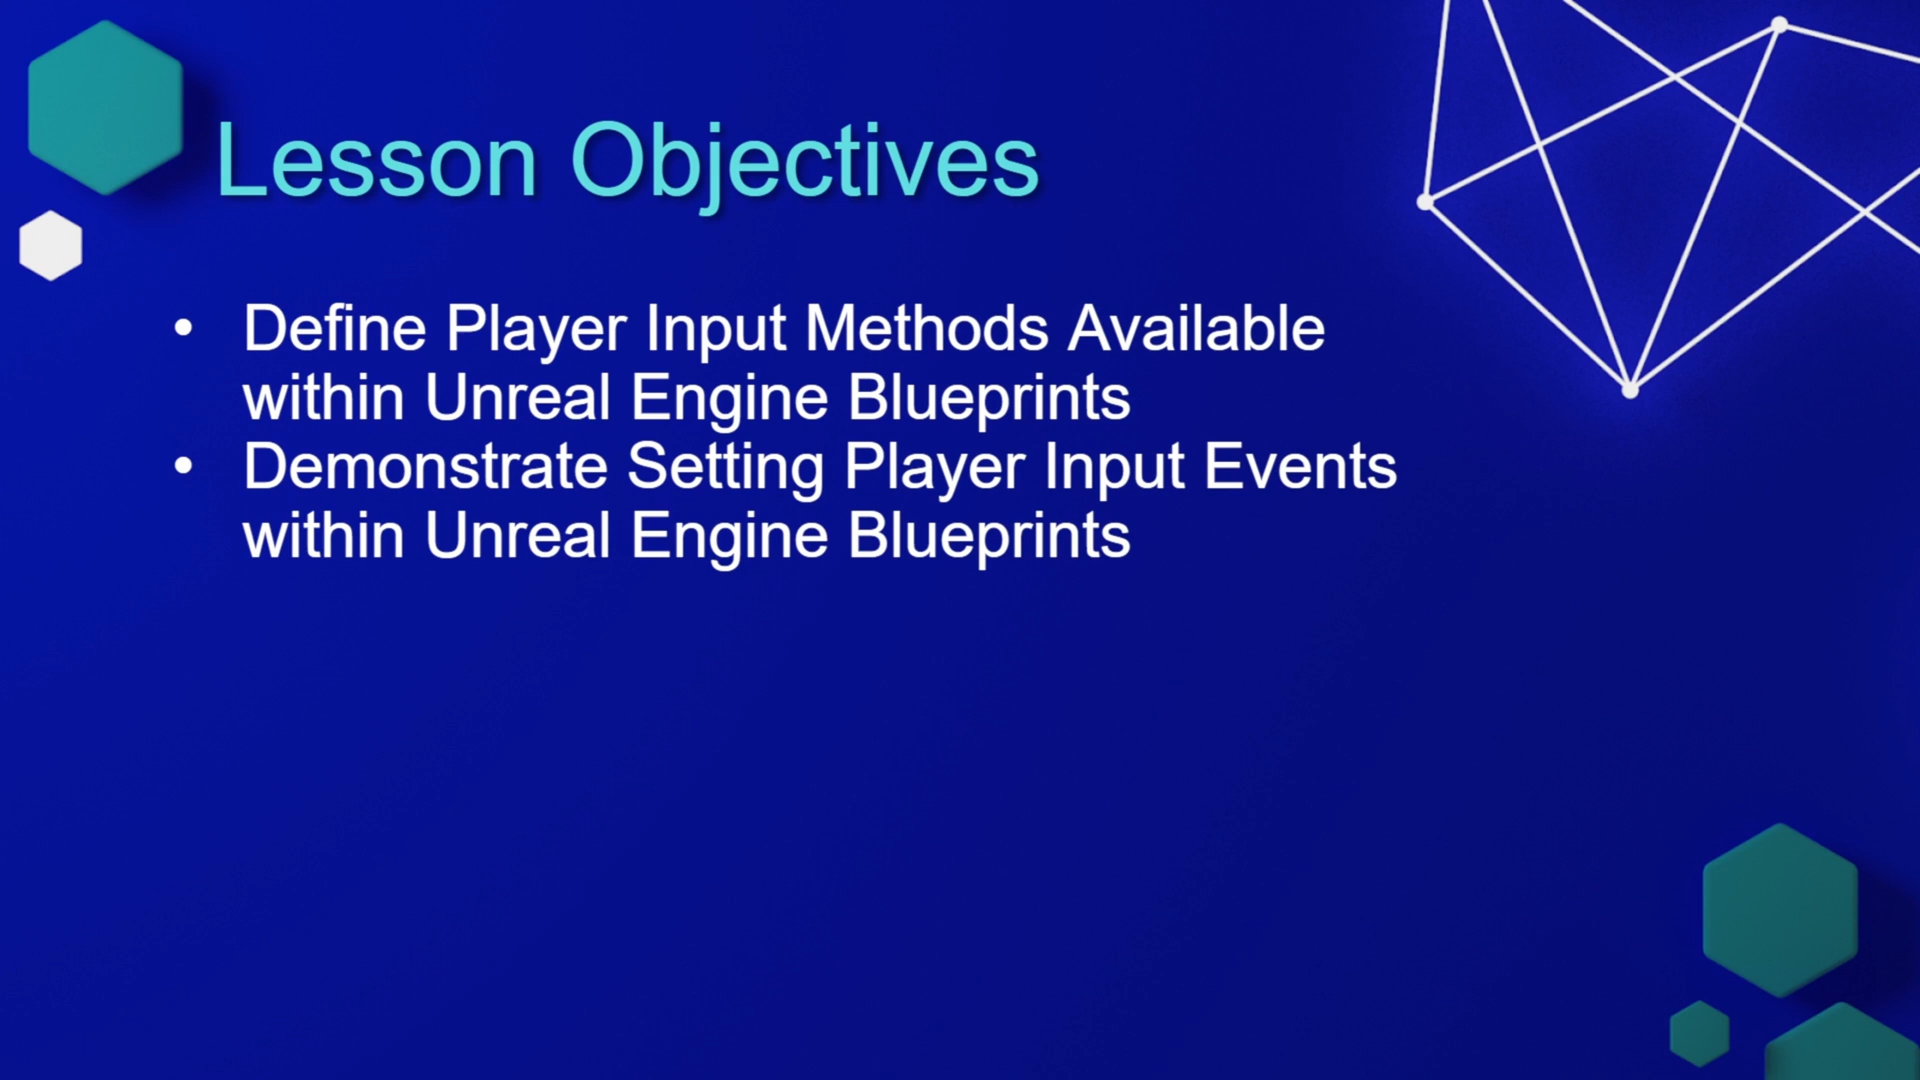 Lesson Objectives
• Define Player Input Methods Available
within Unreal Engine Blueprints
• Demonstrate Setting Player Input Events
within Unreal Engine Blueprints